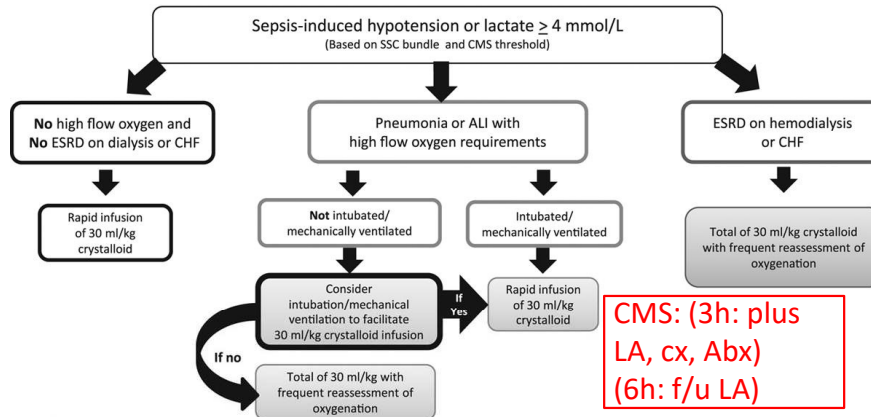 Sepsis-induced hypotension or lactate ≥ 4 mmol/L
(Based on SSC bundle and CMS threshold)
No high flow oxygen and
No ESRD on dialysis or CHF
Pneumonia or ALI with
high flow oxygen requirements
ESRD on hemodialysis
or CHF
Rapid infusion
of 30 ml/kg
crystalloid
Not intubated/
mechanically ventilated
Intubated/
mechanically ventilated
Total of 30 ml/kg crystalloid
with frequent reassessment of
oxygenation
Consider
intubation/mechanical
ventilation to facilitate
30 ml/kg crystalloid infusion
If
Yes
Rapid infusion
of 30 ml/kg
crystalloid
If no
Total of 30 ml/kg with
frequent reassessment of
oxygenation
CMS: (3h: plus
LA, cx, Abx)
(6h: f/u LA)